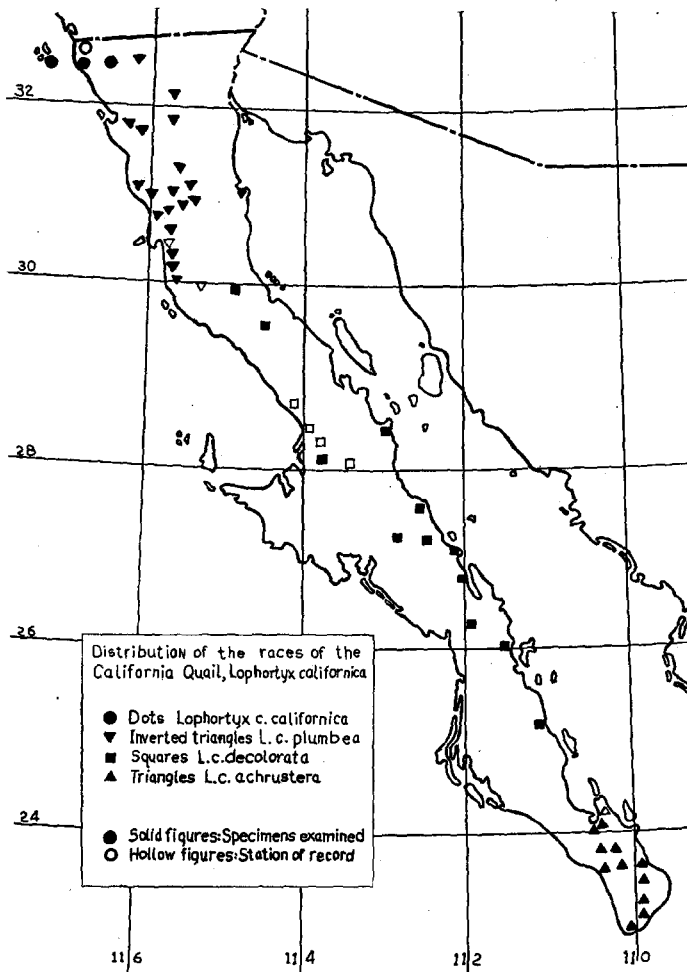 32
30
28
26
24
Distribution of the races of the
California Quail, Lophortyx californica
Dots Lophortyx c. californica
Inverted triangles L.c. plumbea
Squares L.c. decolorata
Triangles L.c. achrustera
Solid figures: Specimens examined
Hollow figures: Station of record
116
114
112
110